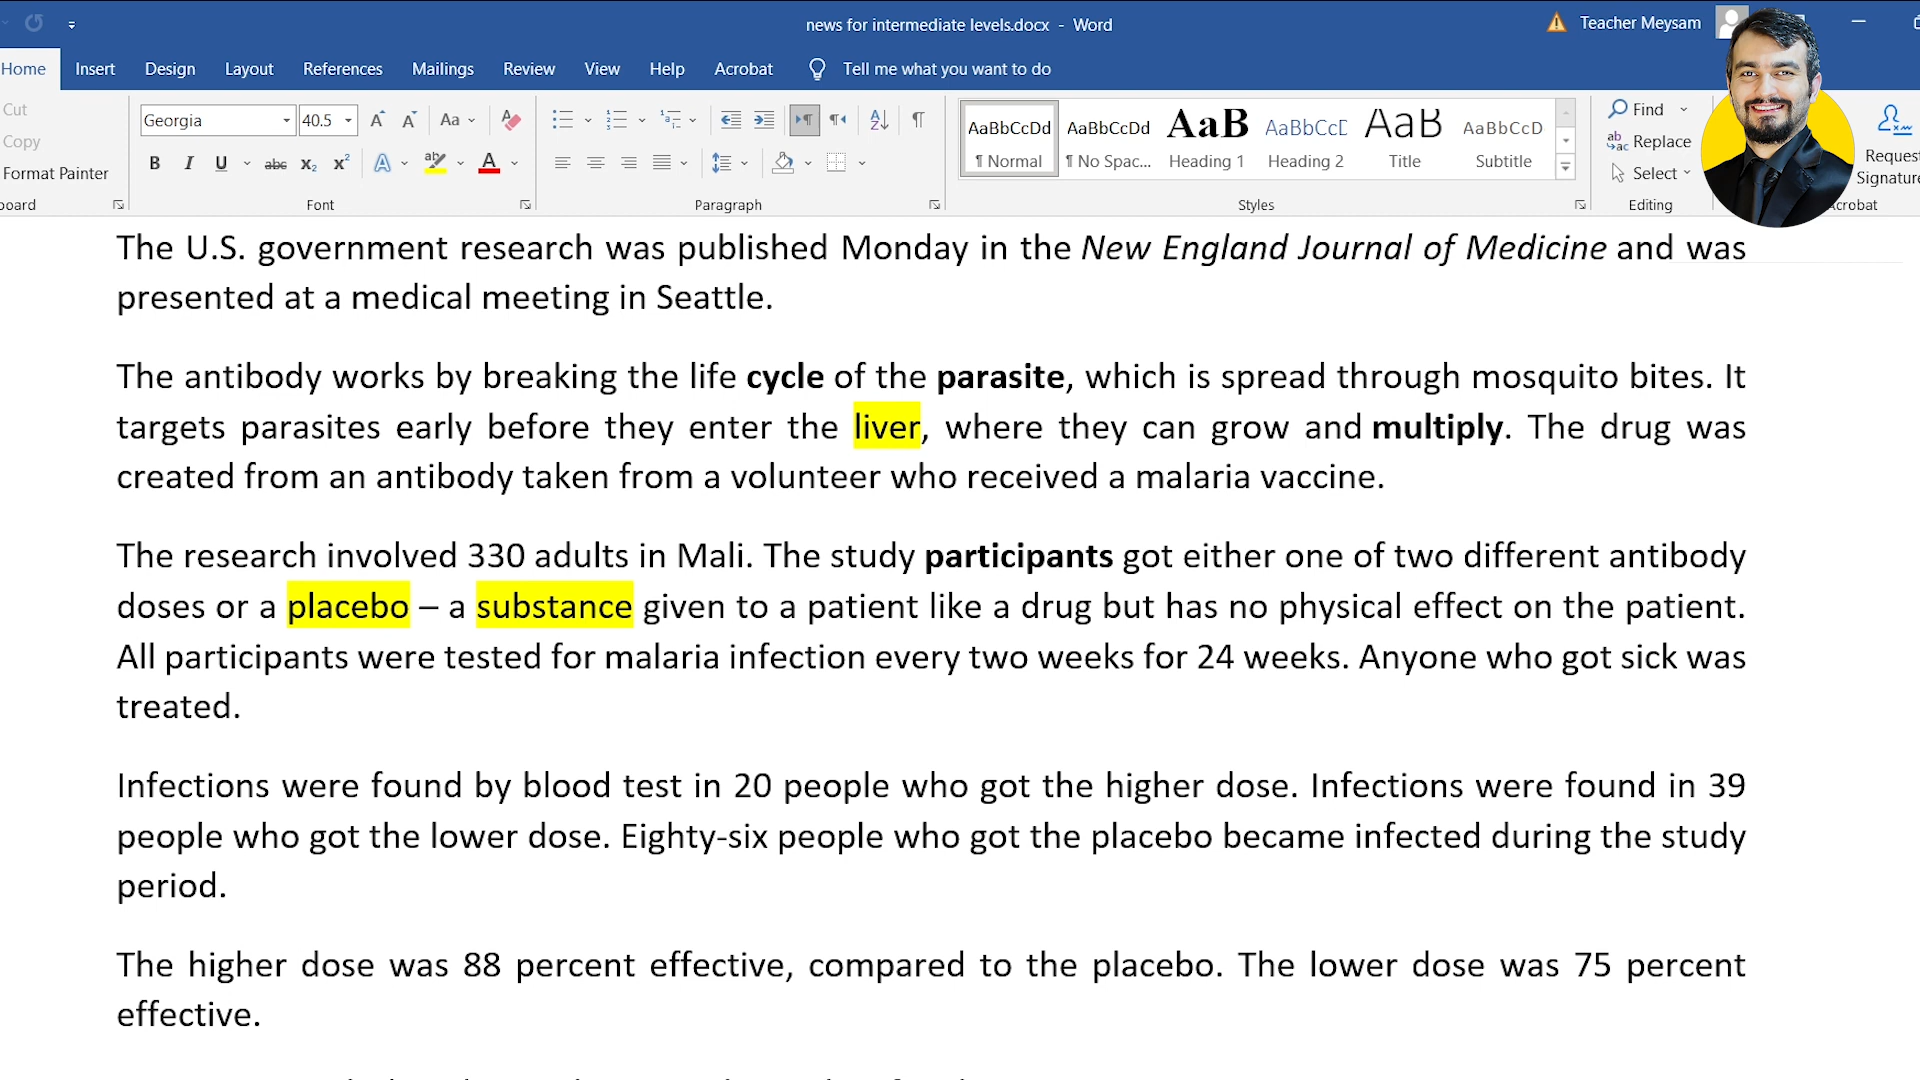 news for intermediate levels.docx - Word
Teacher Meysam
Home Insert Design Layout References Mailings Review View Help Acrobat Tell me what you want to do
Cut
Copy
Format Painter
Georgia 40.5 Aa
B I U abc x₂ x² A ab A
Font
Paragraph
AaBbCcDd AaBbCcDd AaB AaBbCcD AaB AaBbCcD
¶ Normal ¶ No Spac... Heading 1 Heading 2 Title Subtitle
Styles
Find
Replace
Select
Editing
Request
Signature
The U.S. government research was published Monday in the New England Journal of Medicine and was
presented at a medical meeting in Seattle.
The antibody works by breaking the life cycle of the parasite, which is spread through mosquito bites. It
targets parasites early before they enter the liver, where they can grow and multiply. The drug was
created from an antibody taken from a volunteer who received a malaria vaccine.
The research involved 330 adults in Mali. The study participants got either one of two different antibody
doses or a placebo – a substance given to a patient like a drug but has no physical effect on the patient.
All participants were tested for malaria infection every two weeks for 24 weeks. Anyone who got sick was
treated.
Infections were found by blood test in 20 people who got the higher dose. Infections were found in 39
people who got the lower dose. Eighty-six people who got the placebo became infected during the study
period.
The higher dose was 88 percent effective, compared to the placebo. The lower dose was 75 percent
effective.